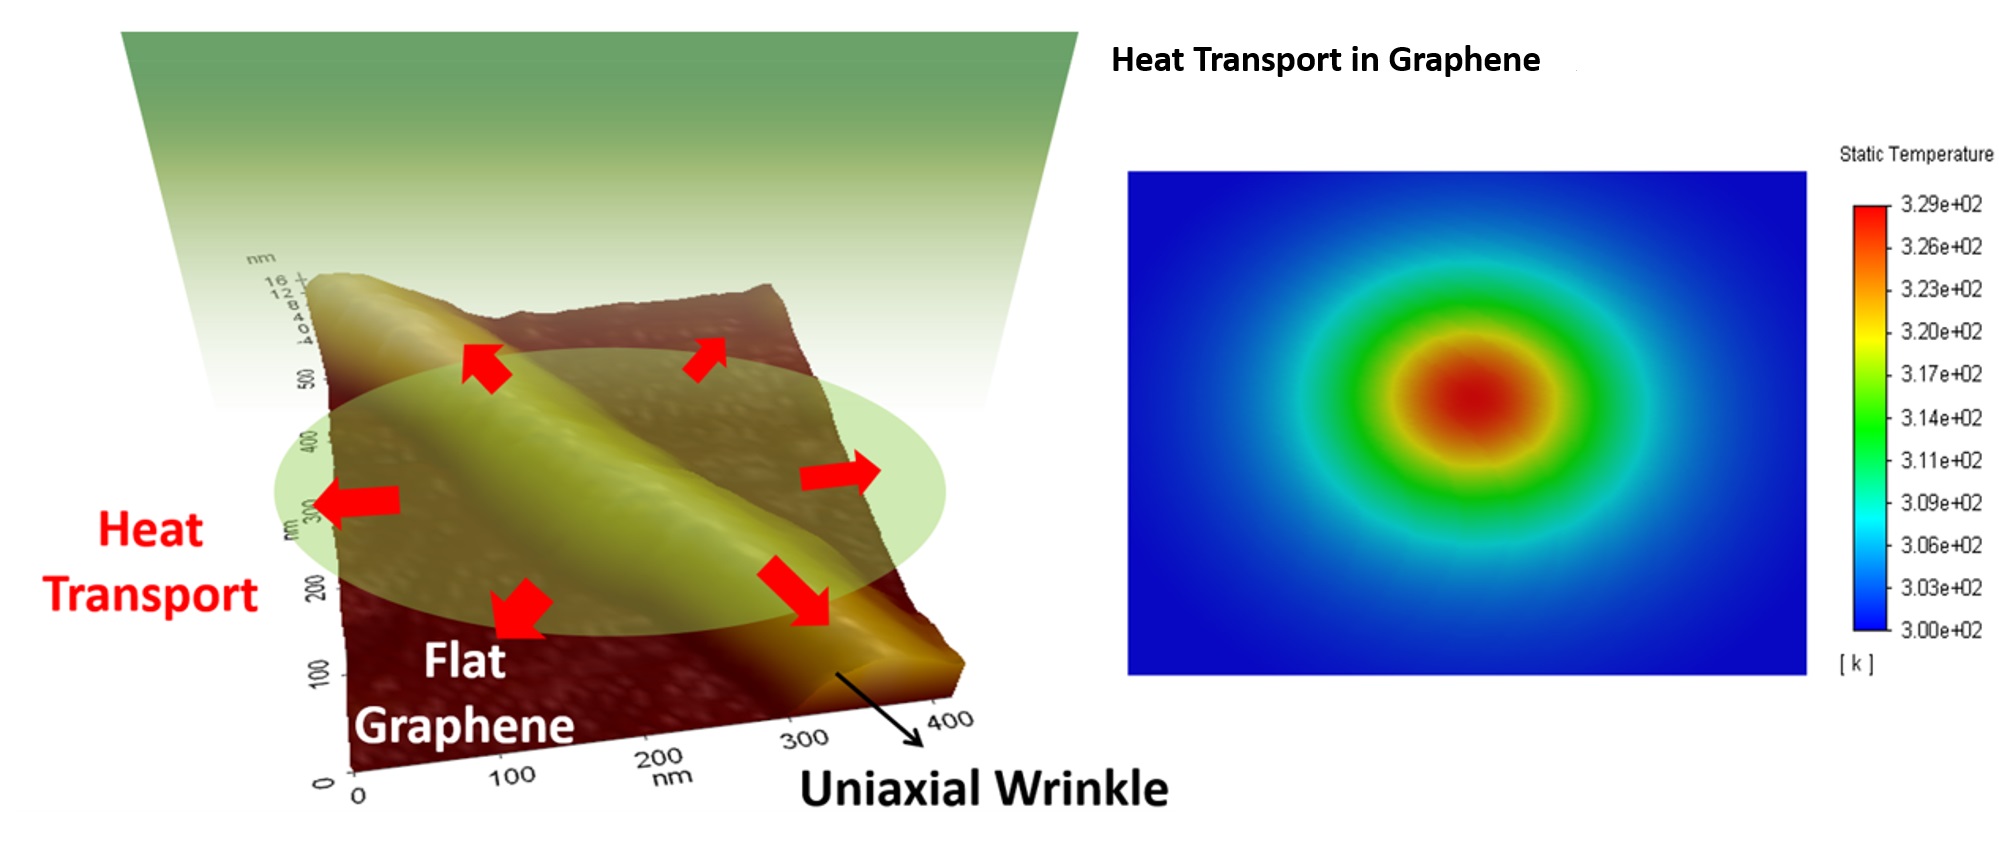 Heat Transport in Graphene
nm
16
12
8
4
0
-4
500
400
300
nm
200
100
0
0
100
200
nm
300
400
Heat
Transport
Flat
Graphene
Uniaxial Wrinkle
Static Temperature
3.29e+02
3.26e+02
3.23e+02
3.20e+02
3.17e+02
3.14e+02
3.11e+02
3.09e+02
3.06e+02
3.03e+02
3.00e+02
[ k ]